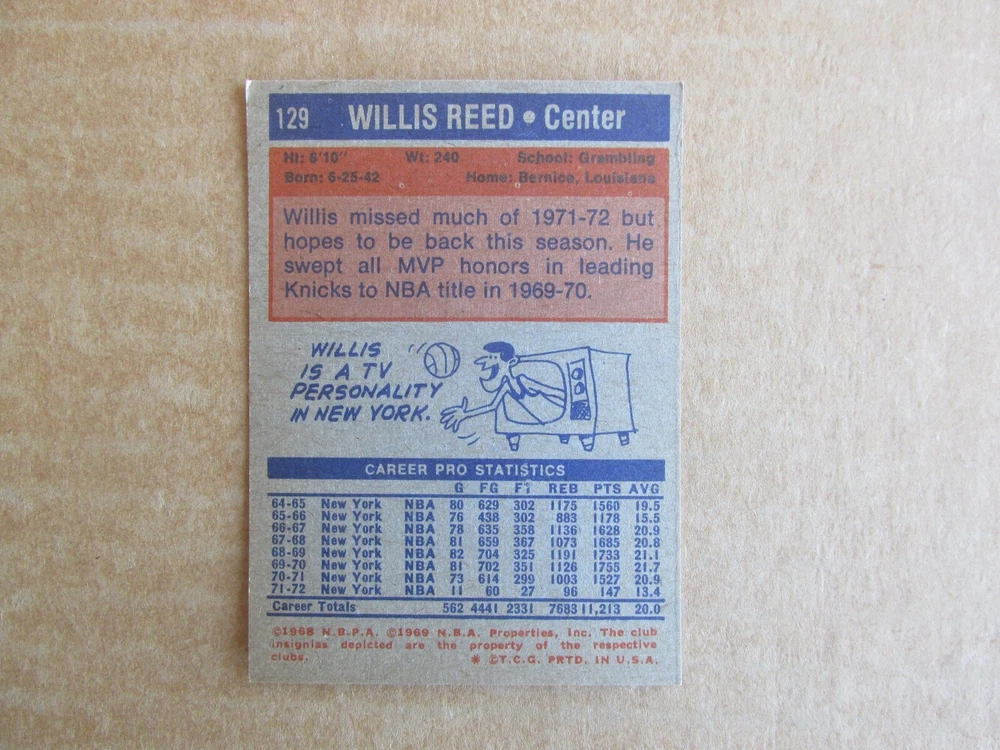 129 WILLIS REED • Center
Ht: 6'10" Wt: 240 School: Grambling
Born: 6-25-42 Home: Bernice, Louisiana
Willis missed much of 1971-72 but
hopes to be back this season. He
swept all MVP honors in leading
Knicks to NBA title in 1969-70.
WILLIS
IS A TV
PERSONALITY
IN NEW YORK.
CAREER PRO STATISTICS
G FG FT REB PTS AVG
64-65 New York NBA 80 629 302 1175 1560 19.5
65-66 New York NBA 76 438 302 883 1178 15.5
66-67 New York NBA 78 635 358 1136 1628 20.9
67-68 New York NBA 81 659 367 1073 1685 20.8
68-69 New York NBA 82 704 325 1191 1733 21.1
69-70 New York NBA 81 702 351 1126 1755 21.7
70-71 New York NBA 73 614 299 1003 1527 20.9
71-72 New York NBA 11 60 27 96 147 13.4
Career Totals 562 4441 2331 7683 11,213 20.0
©1968 N.B.P.A. ©1969 N.B.A. Properties, Inc. The club
insignias depicted are the property of the respective
clubs. * ©T.C.G. PRTD. IN U.S.A.